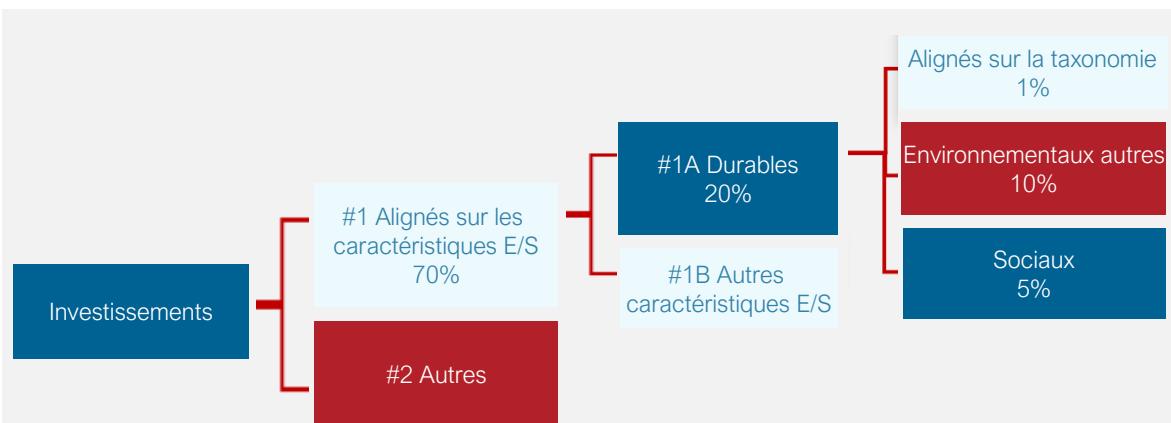 Investissements
#1 Alignés sur les
caractéristiques E/S
70%
#2 Autres
#1A Durables
20%
#1B Autres
caractéristiques E/S
Alignés sur la taxonomie
1%
Environnementaux autres
10%
Sociaux
5%